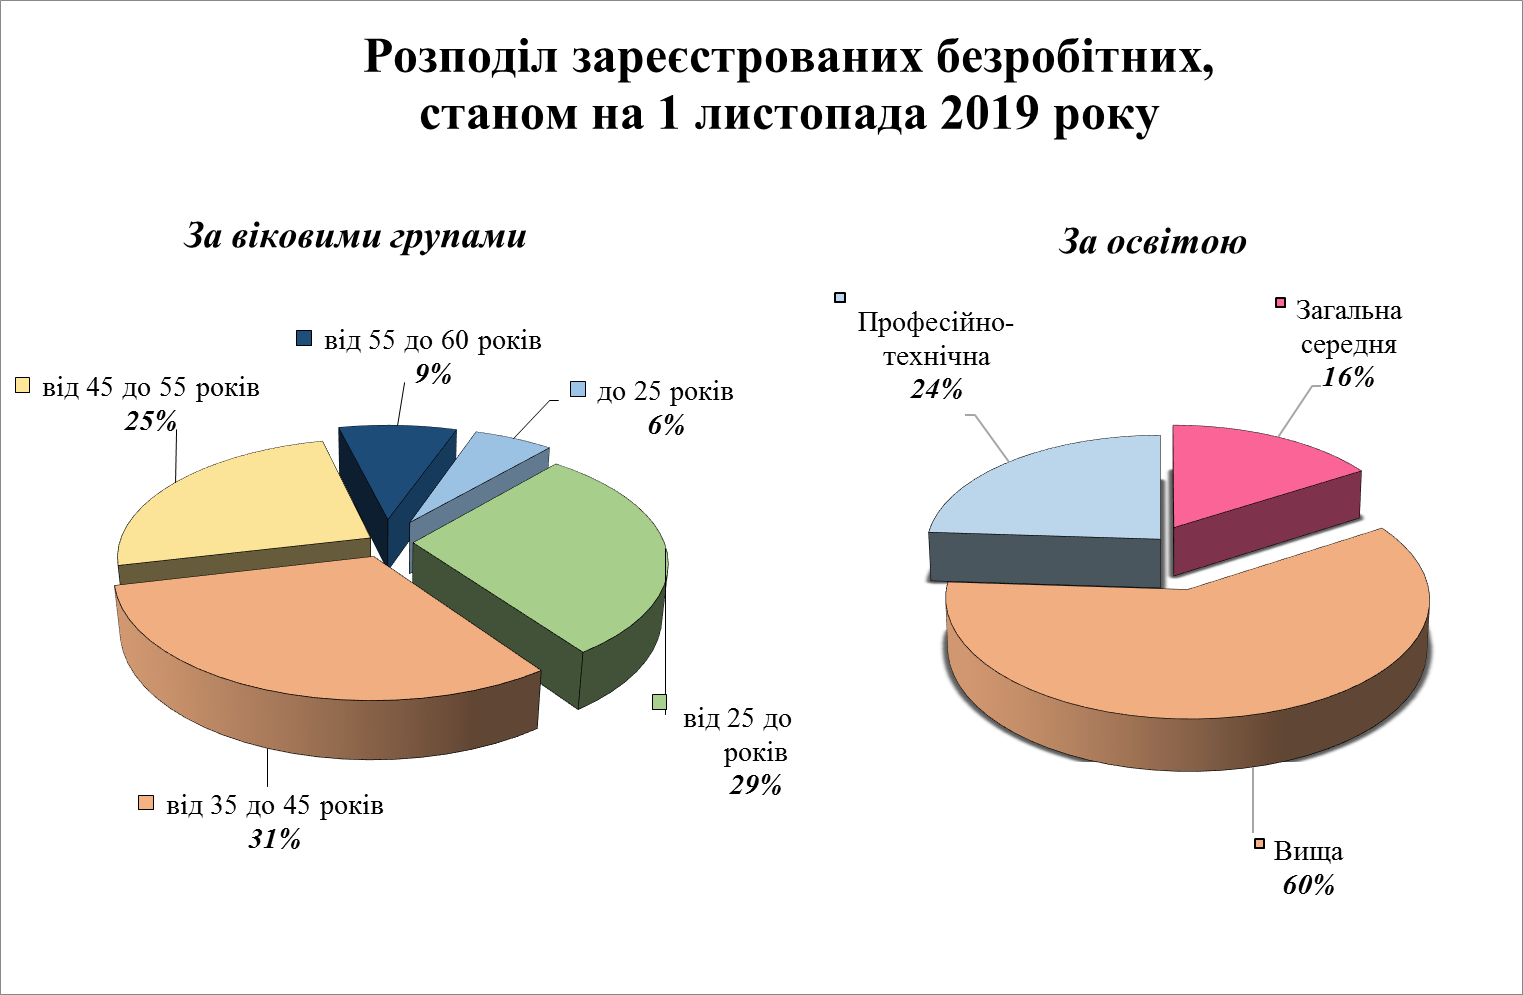 Розподіл зареєстрованих безробітних,
станом на 1 листопада 2019 року
За віковими групами
від 55 до 60 років
9%
до 25 років
6%
від 45 до 55 років
25%
від 25 до
років
29%
від 35 до 45 років
31%
За освітою
Професійно-
технічна
24%
Загальна
середня
16%
Вища
60%